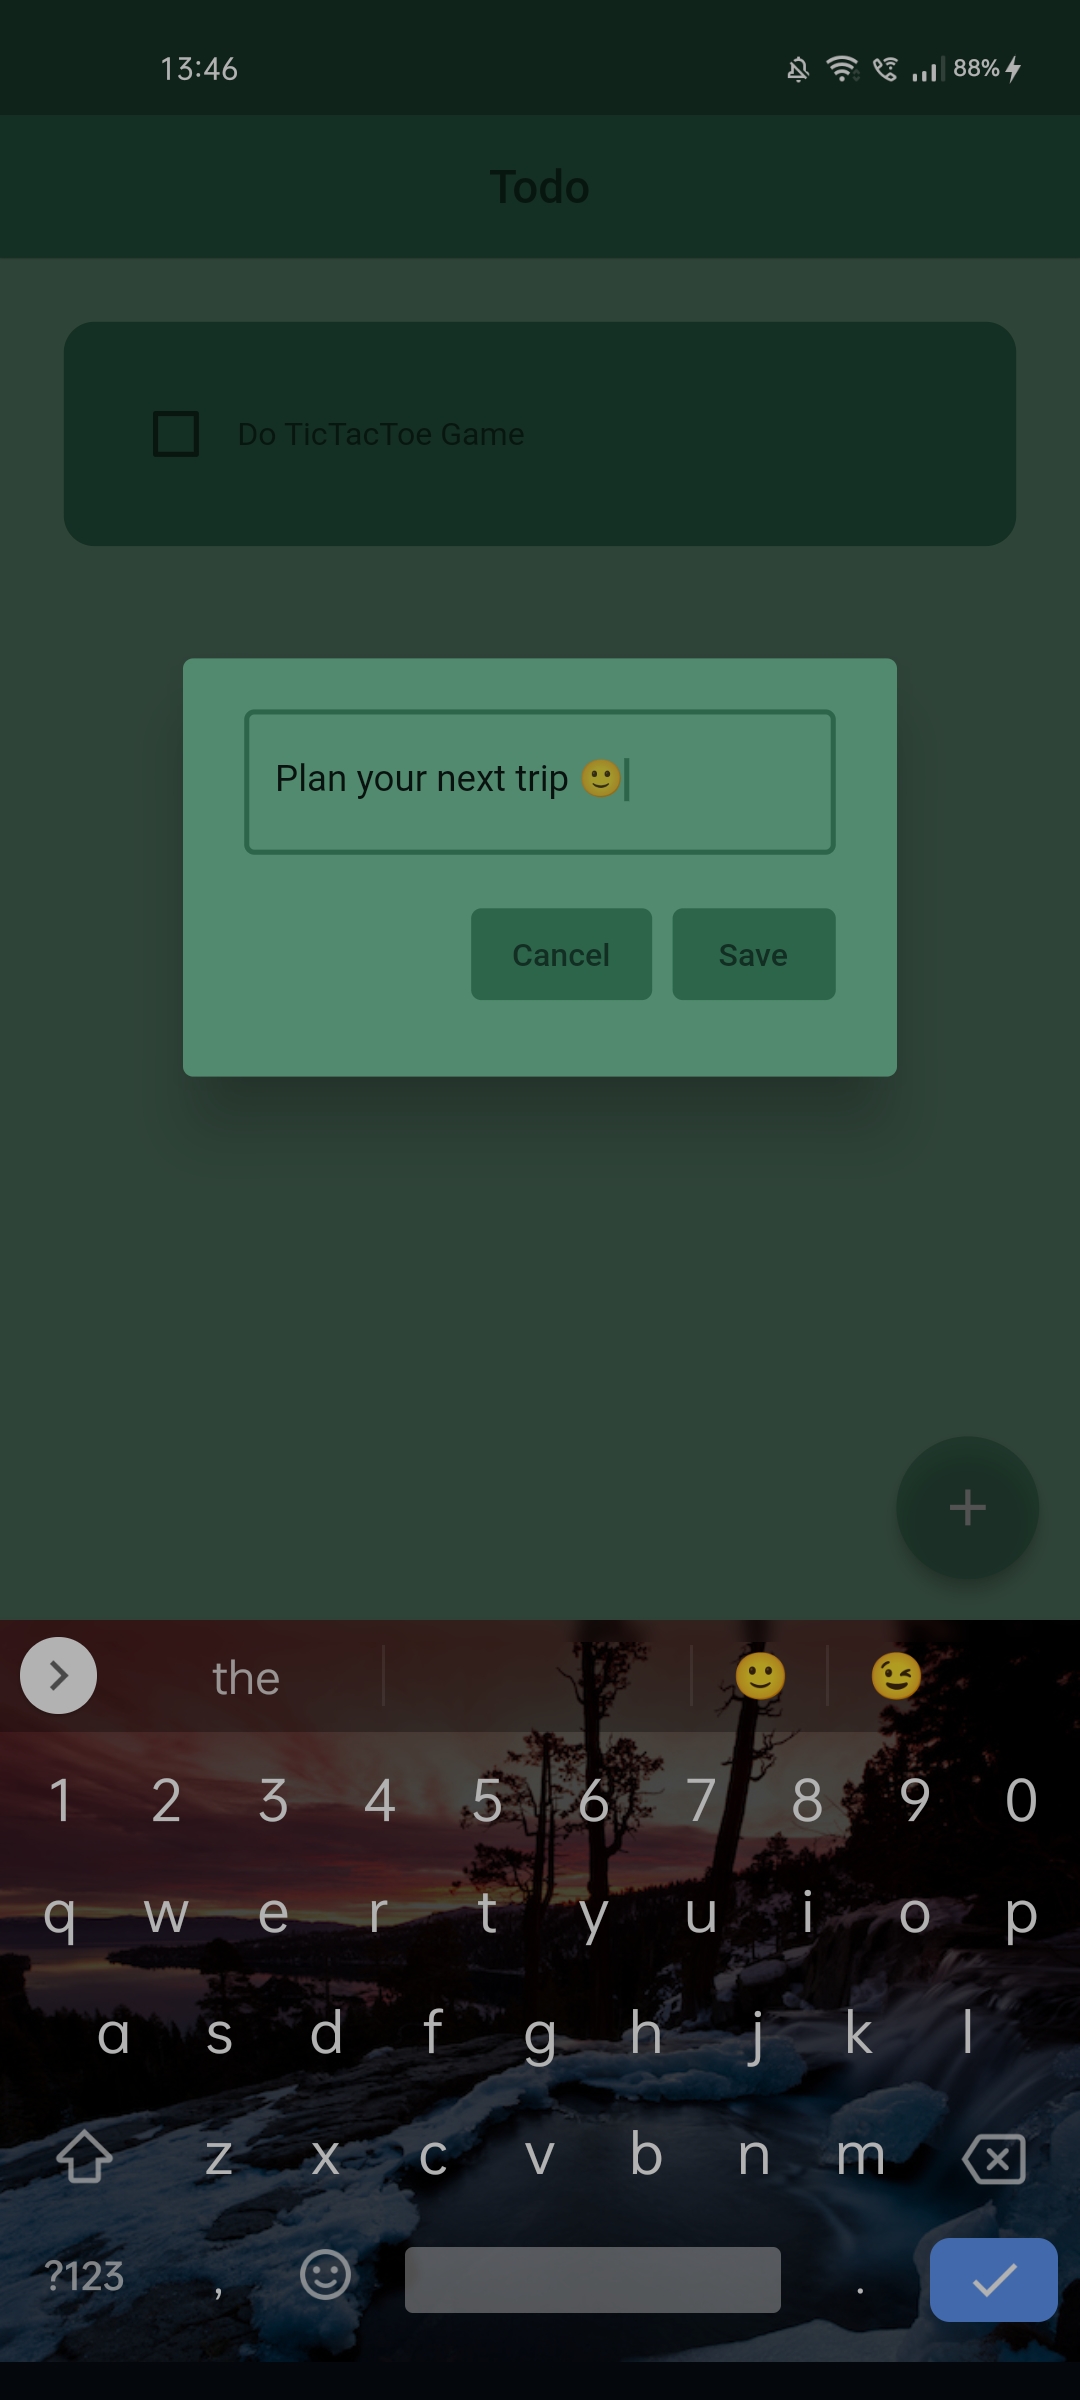 13:46 88%
Todo
Do TicTacToe Game
Plan your next trip 🙂
Cancel Save
the 🙂 😉
1 2 3 4 5 6 7 8 9 0
q w e r t y u i o p
a s d f g h j k l
z x c v b n m
?123 , .